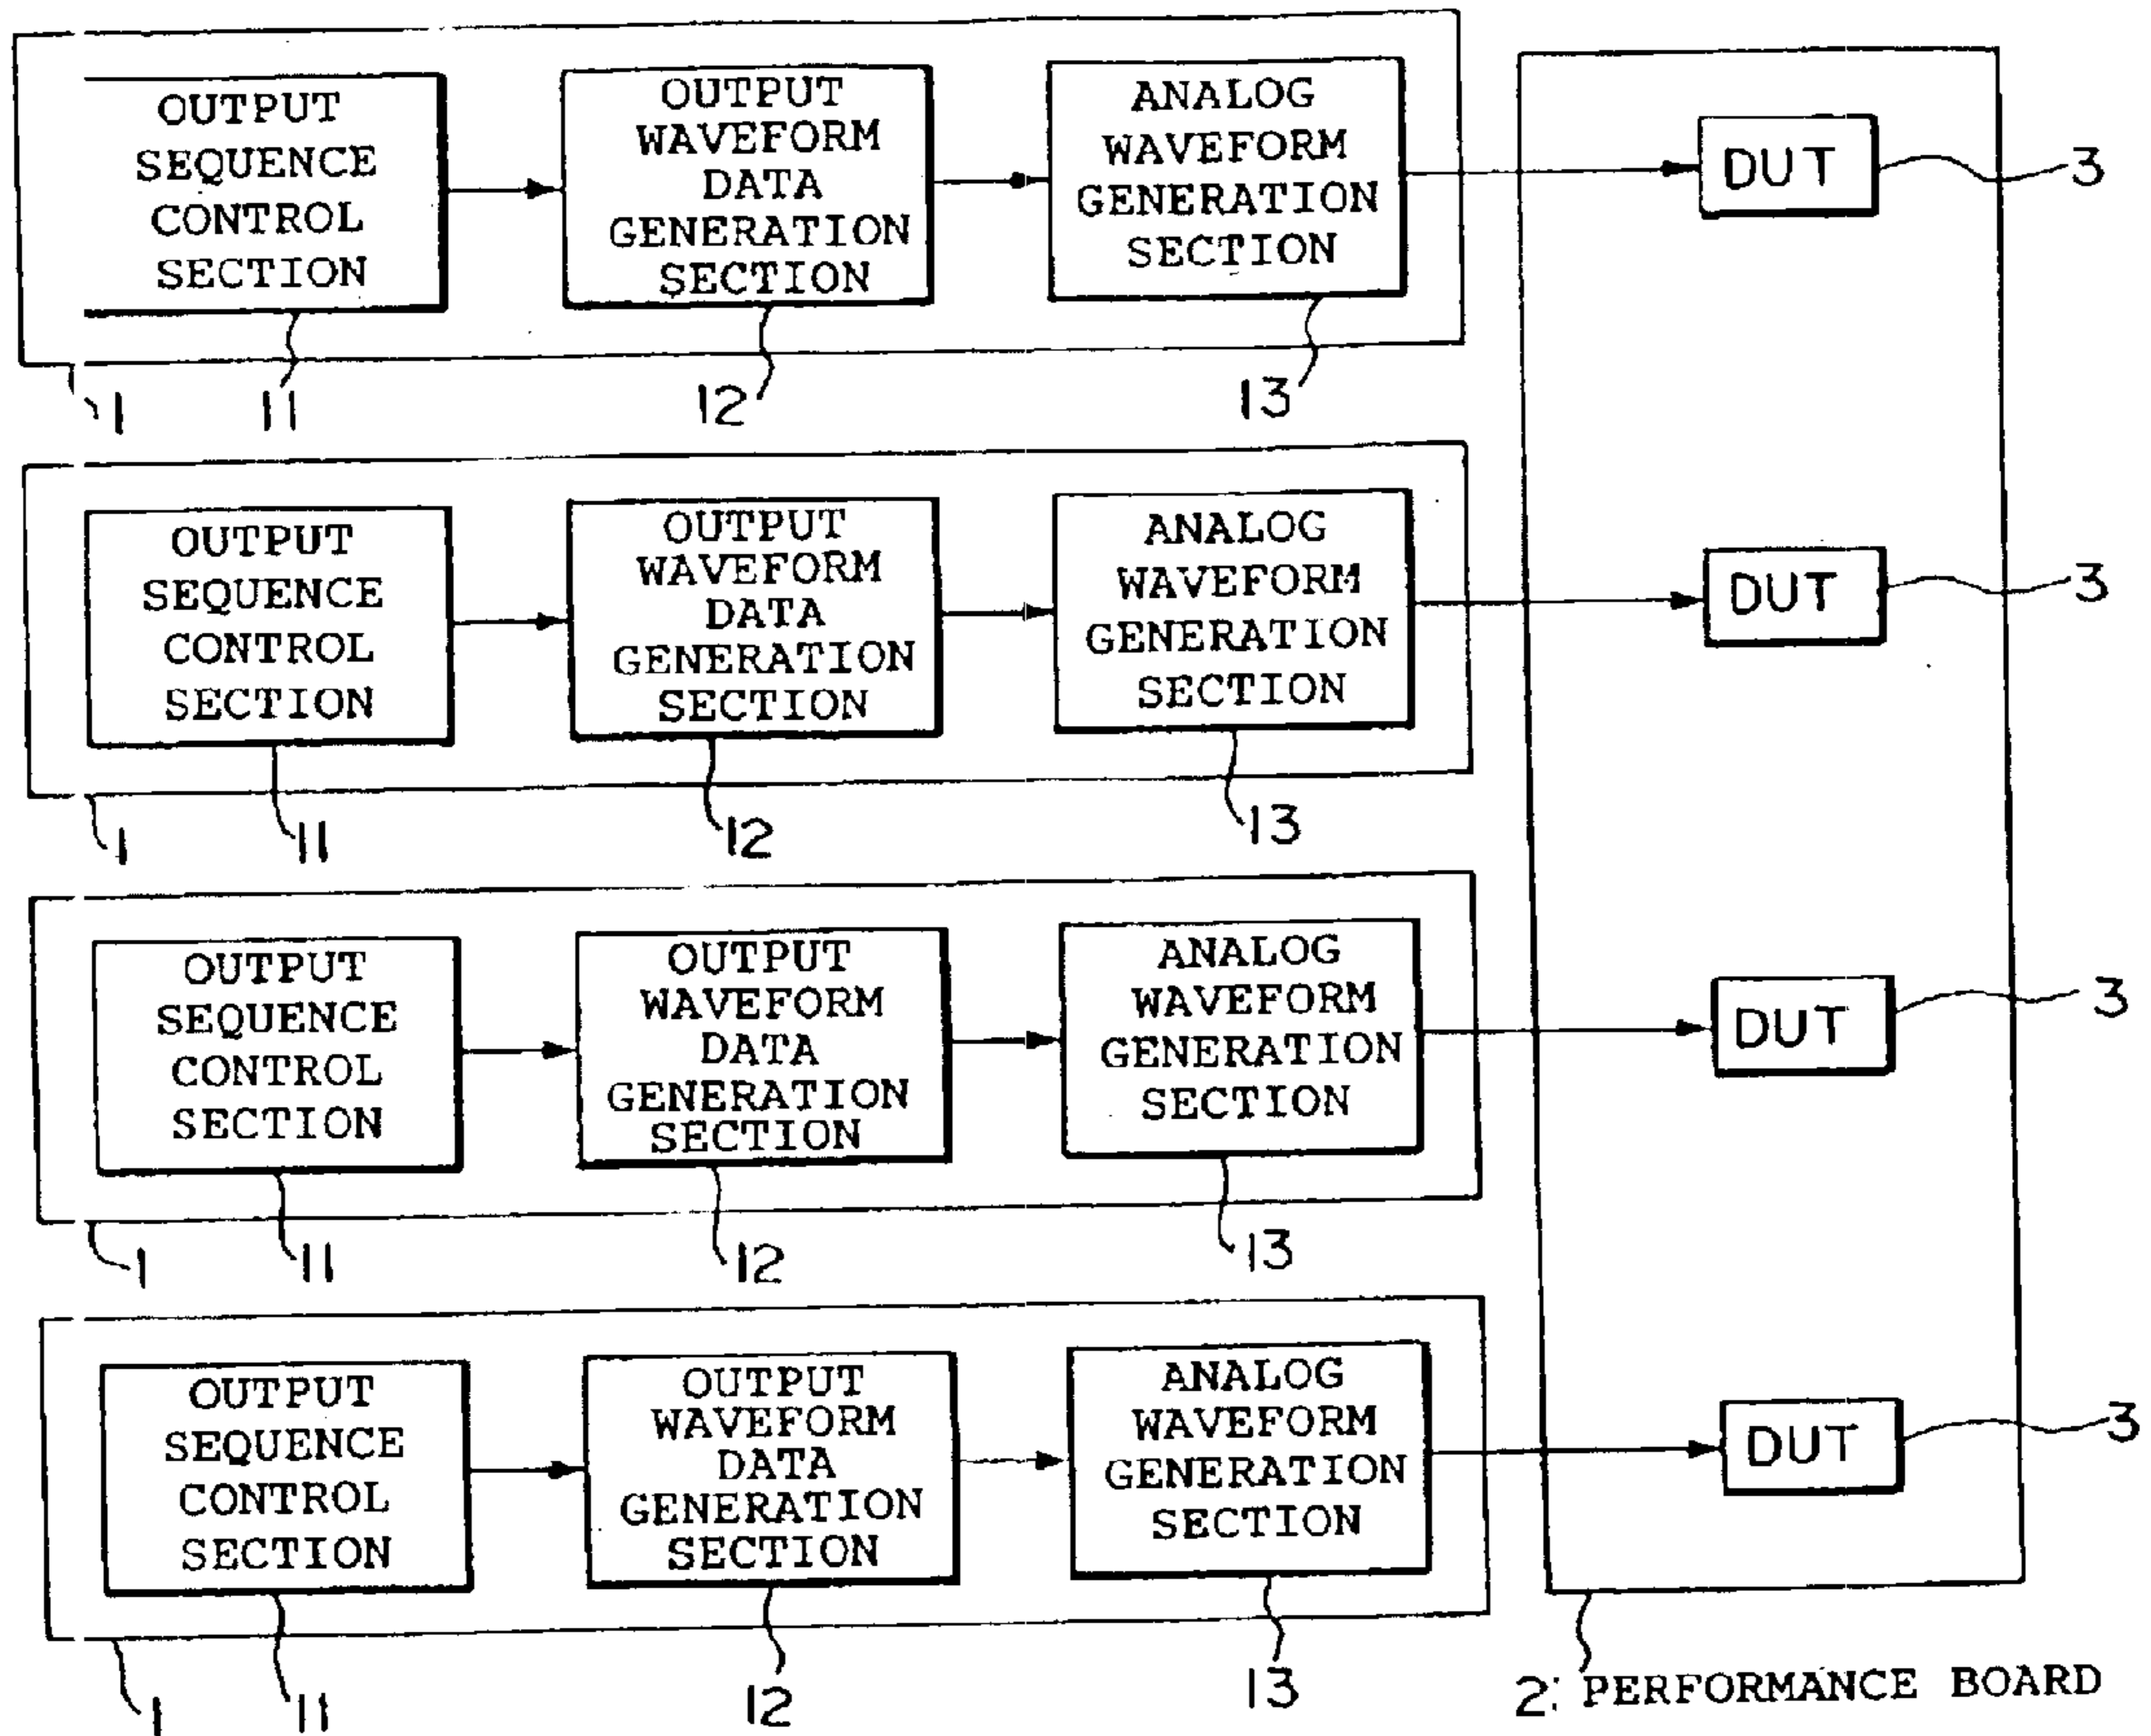 OUTPUT
SEQUENCE
CONTROL
SECTION
OUTPUT
WAVEFORM
DATA
GENERATION
SECTION
ANALOG
WAVEFORM
GENERATION
SECTION
DUT
3
1
11
12
13
OUTPUT
SEQUENCE
CONTROL
SECTION
OUTPUT
WAVEFORM
DATA
GENERATION
SECTION
ANALOG
WAVEFORM
GENERATION
SECTION
DUT
3
1
11
12
13
OUTPUT
SEQUENCE
CONTROL
SECTION
OUTPUT
WAVEFORM
DATA
GENERATION
SECTION
ANALOG
WAVEFORM
GENERATION
SECTION
DUT
3
1
11
12
13
OUTPUT
SEQUENCE
CONTROL
SECTION
OUTPUT
WAVEFORM
DATA
GENERATION
SECTION
ANALOG
WAVEFORM
GENERATION
SECTION
DUT
3
1
11
12
13
2: PERFORMANCE BOARD